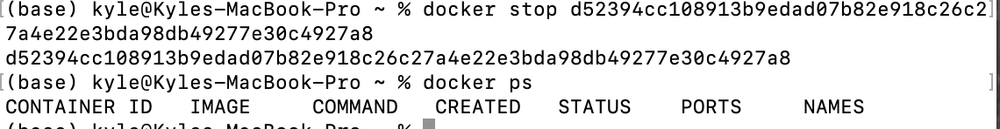 (base) kyle@Kyles-MacBook-Pro ~ % docker stop d52394cc108913b9edad07b82e918c26c2
7a4e22e3bda98db49277e30c4927a8
d52394cc108913b9edad07b82e918c26c27a4e22e3bda98db49277e30c4927a8
(base) kyle@Kyles-MacBook-Pro ~ % docker ps
CONTAINER ID   IMAGE     COMMAND   CREATED   STATUS    PORTS     NAMES
(base) kyle@Kyles-MacBook-Pro ~ %